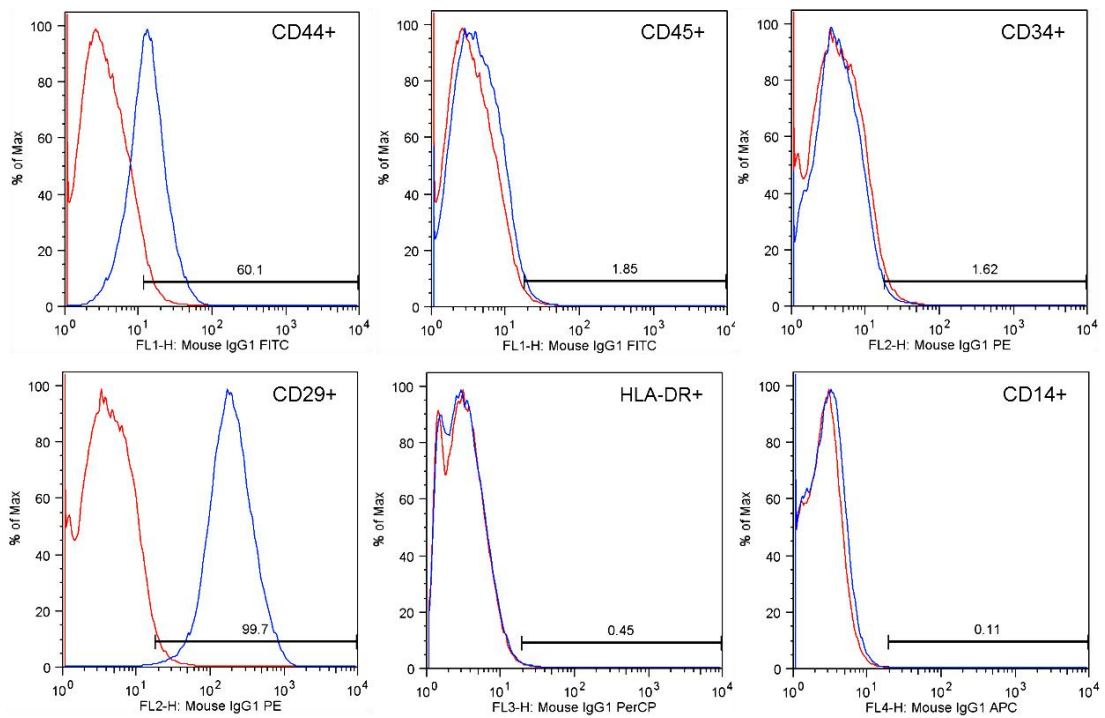 CD44+
% of Max
100
80
60
40
20
0
60.1
10^0 10^1 10^2 10^3 10^4
FL1-H: Mouse IgG1 FITC
CD45+
% of Max
100
80
60
40
20
0
1.85
10^0 10^1 10^2 10^3 10^4
FL1-H: Mouse IgG1 FITC
CD34+
% of Max
100
80
60
40
20
0
1.62
10^0 10^1 10^2 10^3 10^4
FL2-H: Mouse IgG1 PE
CD29+
% of Max
100
80
60
40
20
0
99.7
10^0 10^1 10^2 10^3 10^4
FL2-H: Mouse IgG1 PE
HLA-DR+
% of Max
100
80
60
40
20
0
0.45
10^0 10^1 10^2 10^3 10^4
FL3-H: Mouse IgG1 PerCP
CD14+
% of Max
100
80
60
40
20
0
0.11
10^0 10^1 10^2 10^3 10^4
FL4-H: Mouse IgG1 APC